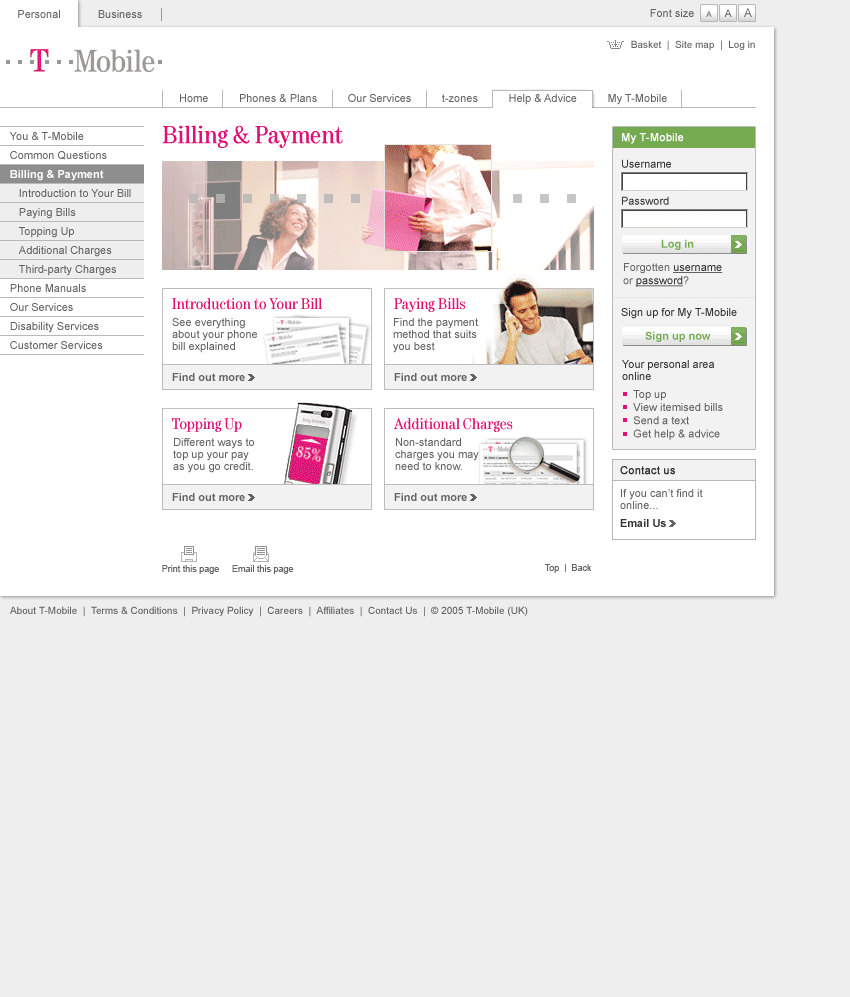 Personal
Business
Font size A A A
Basket | Site map | Log in
T-Mobile
Home
Phones & Plans
Our Services
t-zones
Help & Advice
My T-Mobile
You & T-Mobile
Common Questions
Billing & Payment
Introduction to Your Bill
Paying Bills
Topping Up
Additional Charges
Third-party Charges
Phone Manuals
Our Services
Disability Services
Customer Services
Billing & Payment
Introduction to Your Bill
See everything
about your phone
bill explained
Find out more
Paying Bills
Find the payment
method that suits
you best
Find out more
Topping Up
Different ways to
top up your pay
as you go credit.
85%
Find out more
Additional Charges
Non-standard
charges you may
need to know.
Find out more
Print this page
Email this page
Top | Back
My T-Mobile
Username
Password
Log in
Forgotten username
or password?
Sign up for My T-Mobile
Sign up now
Your personal area
online
Top up
View itemised bills
Send a text
Get help & advice
Contact us
If you can't find it
online...
Email Us
About T-Mobile | Terms & Conditions | Privacy Policy | Careers | Affiliates | Contact Us | © 2005 T-Mobile (UK)